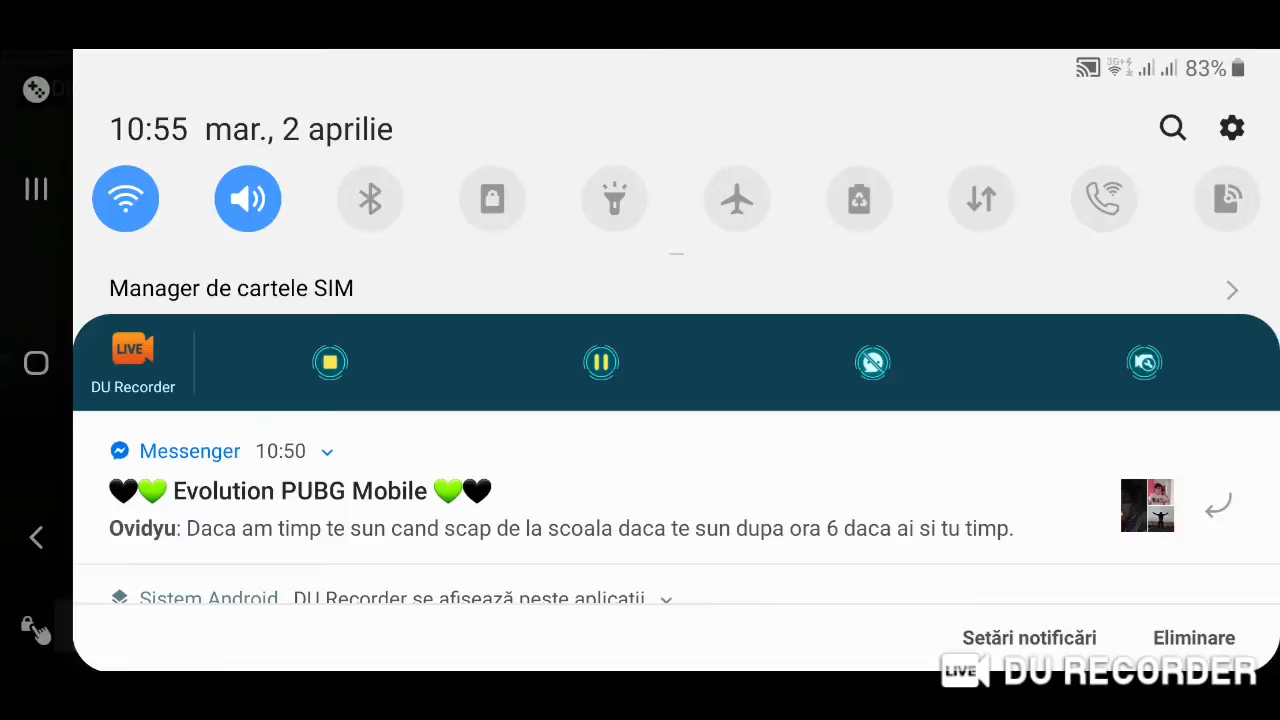 3G+ 83%
10:55 mar., 2 aprilie
Manager de cartele SIM
LIVE
DU Recorder
Messenger 10:50
🖤💚 Evolution PUBG Mobile 💚🖤
Ovidyu: Daca am timp te sun cand scap de la scoala daca te sun dupa ora 6 daca ai si tu timp.
Sistem Android DU Recorder se afișează peste aplicații
Setări notificări Eliminare
LIVE DU RECORDER